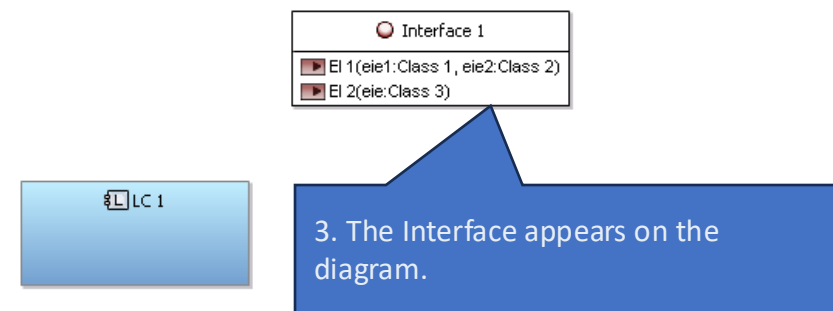 Interface 1
EI 1(eie1:Class 1, eie2:Class 2)
EI 2(eie:Class 3)
LC 1
3. The Interface appears on the
diagram.